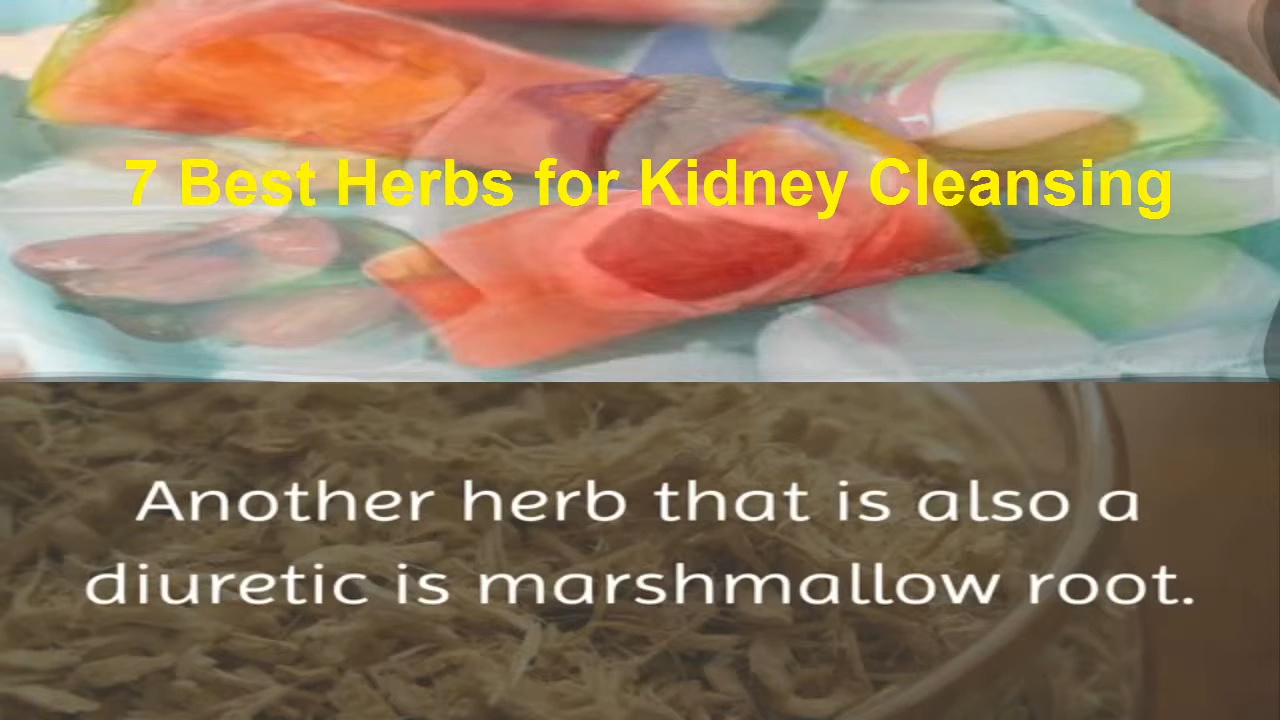 7 Best Herbs for Kidney Cleansing
Another herb that is also a
diuretic is marshmallow root.